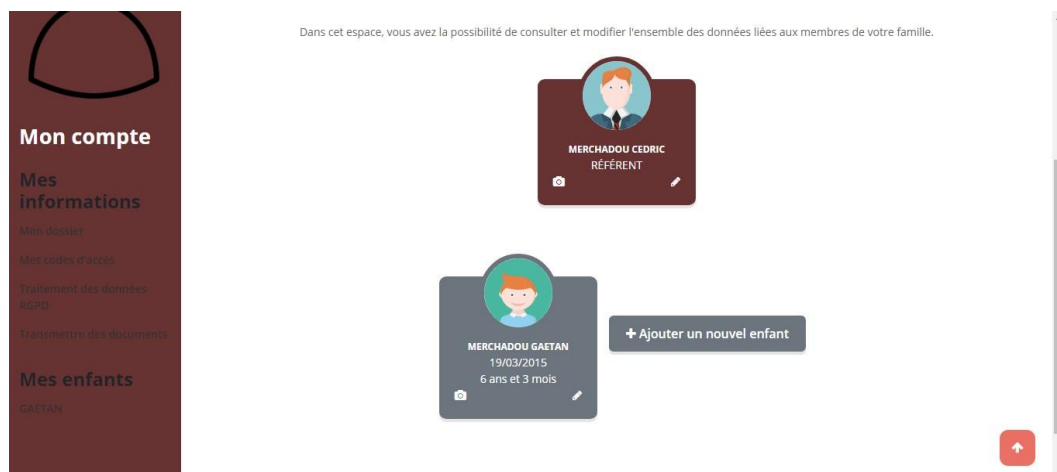 Dans cet espace, vous avez la possibilité de consulter et modifier l'ensemble des données liées aux membres de votre famille.
Mon compte
Mes
informations
Mon dossier
Mes codes d'accès
Traitement des données
RGPD
Transmettre des documents
Mes enfants
GAETAN
MERCHADOU CEDRIC
RÉFÉRENT
MERCHADOU GAETAN
19/03/2015
6 ans et 3 mois
+ Ajouter un nouvel enfant